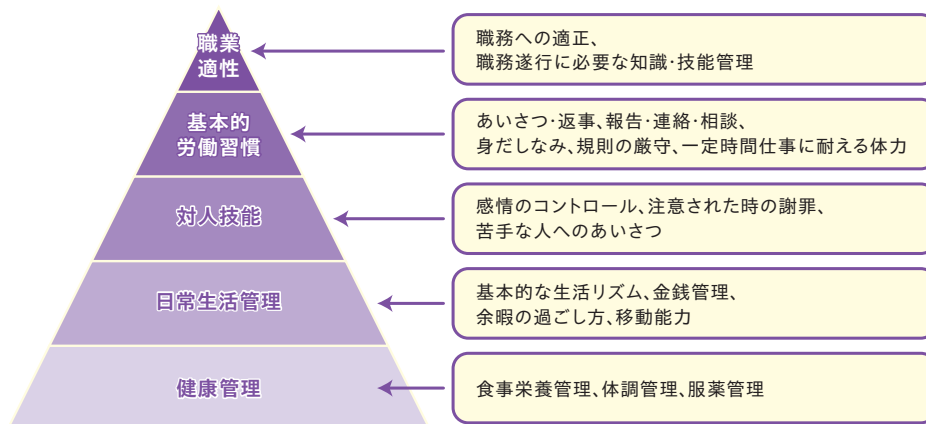 職業
適性
職務への適正、
職務遂行に必要な知識・技能管理
基本的
労働習慣
あいさつ・返事、報告・連絡・相談、
身だしなみ、規則の厳守、一定時間仕事に耐える体力
対人技能
感情のコントロール、注意された時の謝罪、
苦手な人へのあいさつ
日常生活管理
基本的な生活リズム、金銭管理、
余暇の過ごし方、移動能力
健康管理
食事栄養管理、体調管理、服薬管理